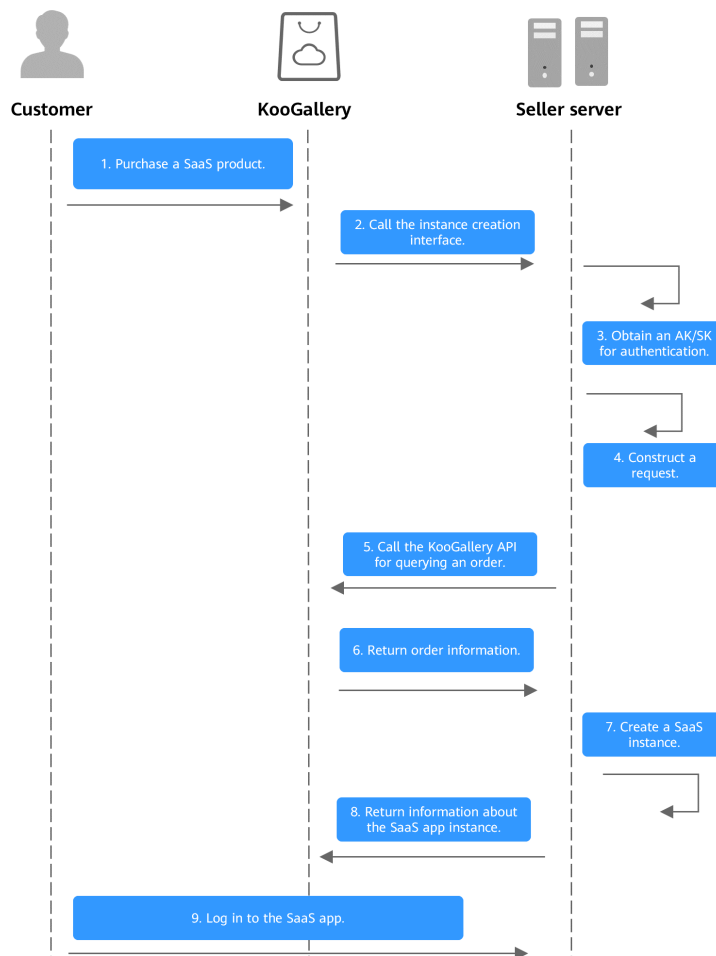 Customer
KooGallery
Seller server
1. Purchase a SaaS product.
2. Call the instance creation
interface.
3. Obtain an AK/SK
for authentication.
4. Construct a
request.
5. Call the KooGallery API
for querying an order.
6. Return order information.
7. Create a SaaS
instance.
8. Return information about
the SaaS app instance.
9. Log in to the SaaS app.